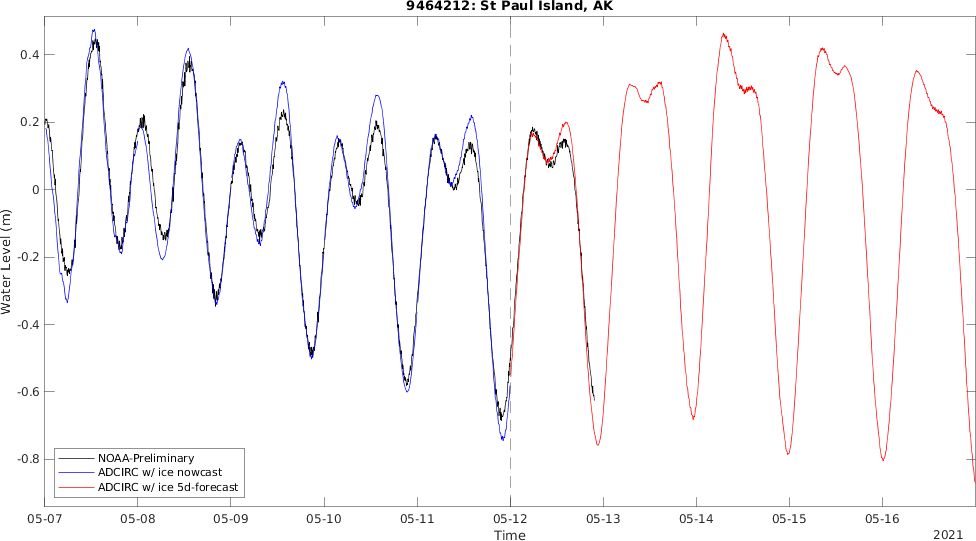 9464212: St Paul Island, AK
Water Level (m)
0.4
0.2
0
-0.2
-0.4
-0.6
-0.8
NOAA-Preliminary
ADCIRC w/ ice nowcast
ADCIRC w/ ice 5d-forecast
05-07 05-08 05-09 05-10 05-11 05-12 05-13 05-14 05-15 05-16
Time
2021